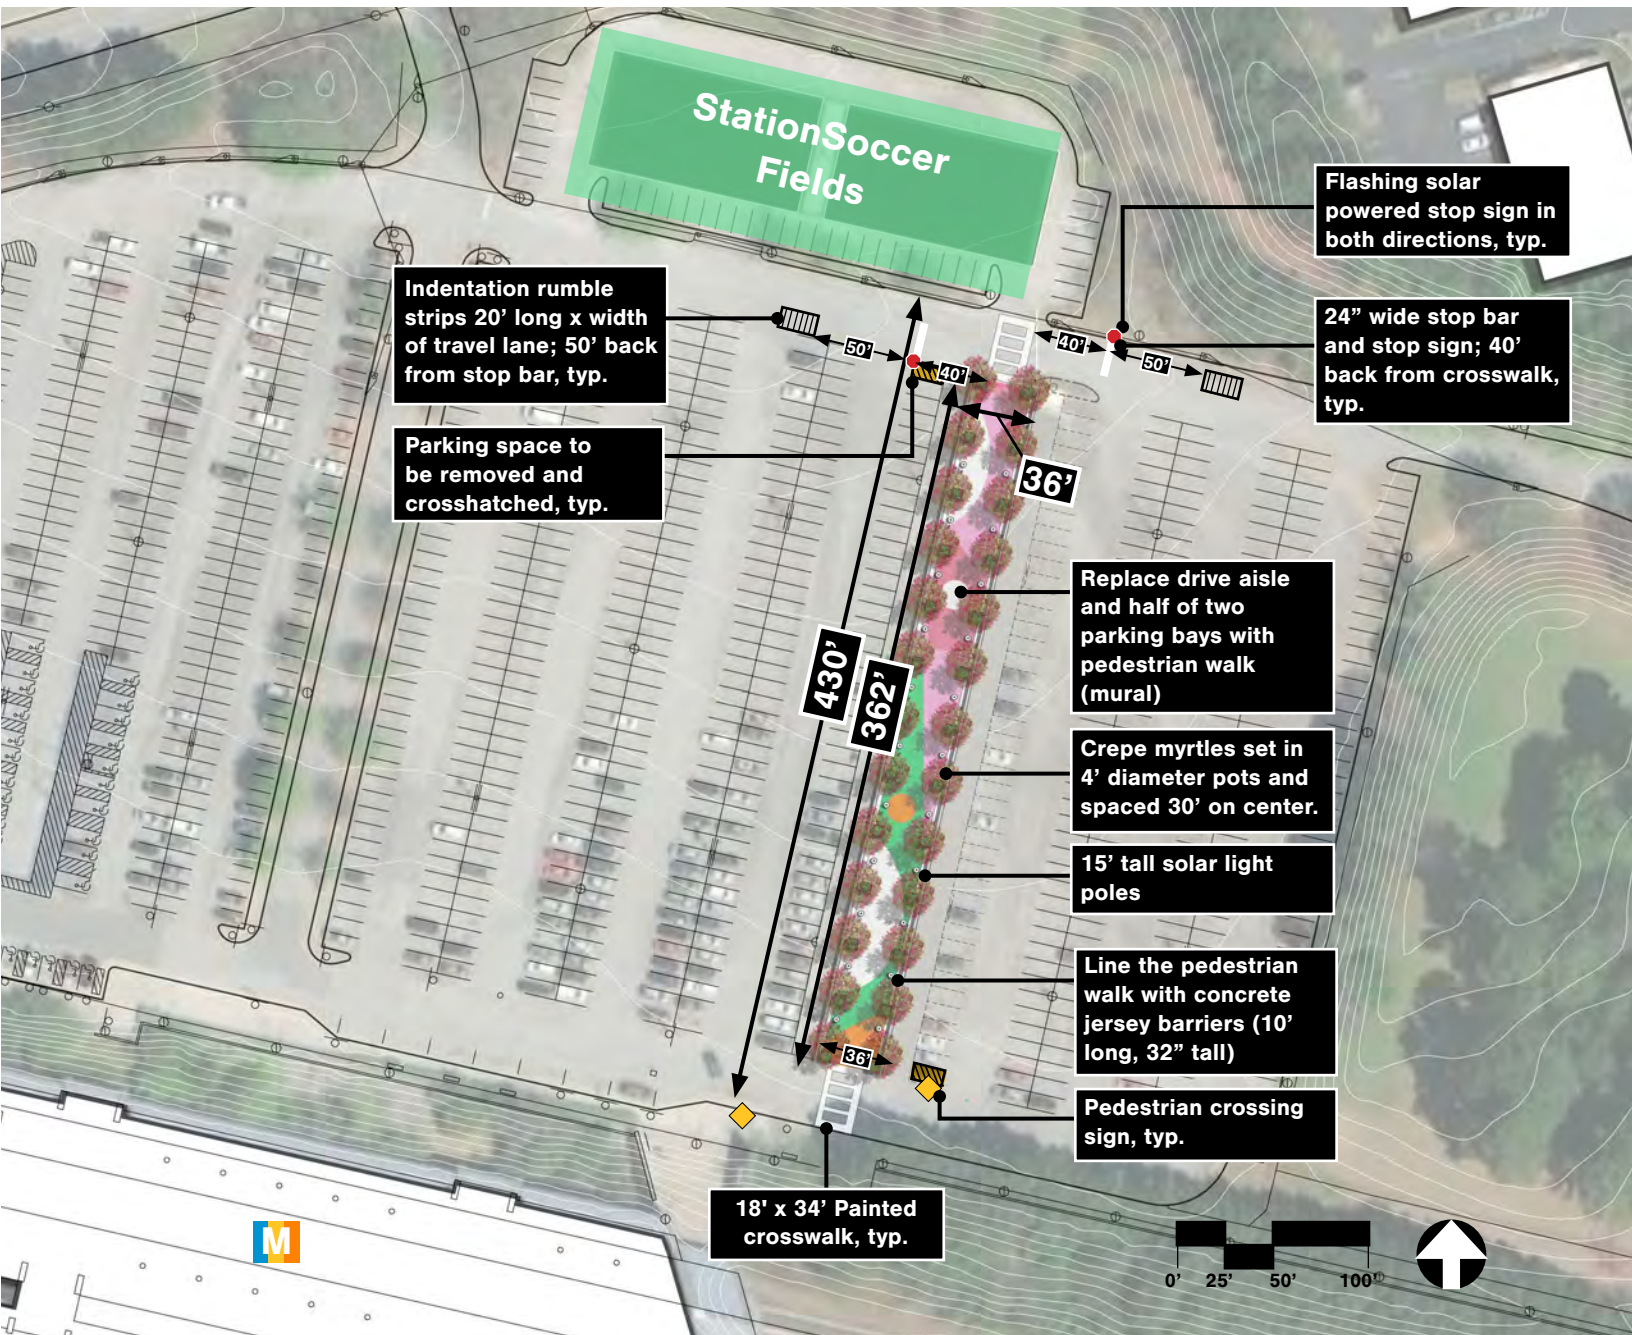 StationSoccer
Fields
Flashing solar
powered stop sign in
both directions, typ.
Indentation rumble
strips 20’ long x width
of travel lane; 50’ back
from stop bar, typ.
24” wide stop bar
and stop sign; 40’
back from crosswalk,
typ.
50’
40’
40’
50’
Parking space to
be removed and
crosshatched, typ.
36’
Replace drive aisle
and half of two
parking bays with
pedestrian walk
(mural)
430’
362’
Crepe myrtles set in
4’ diameter pots and
spaced 30’ on center.
15’ tall solar light
poles
Line the pedestrian
walk with concrete
jersey barriers (10’
long, 32” tall)
36’
Pedestrian crossing
sign, typ.
18' x 34’ Painted
crosswalk, typ.
M
0’ 25’ 50’ 100’